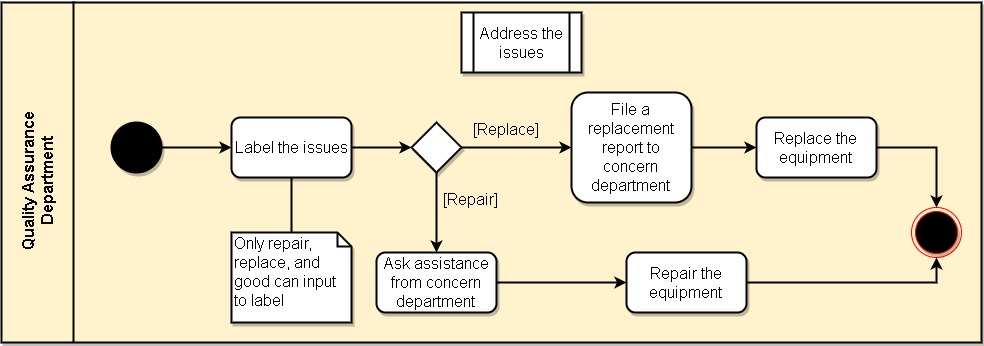 Quality Assurance
Department
Address the
issues
Label the issues
[Replace]
File a
replacement
report to
concern
department
Replace the
equipment
[Repair]
Only repair,
replace, and
good can input
to label
Ask assistance
from concern
department
Repair the
equipment